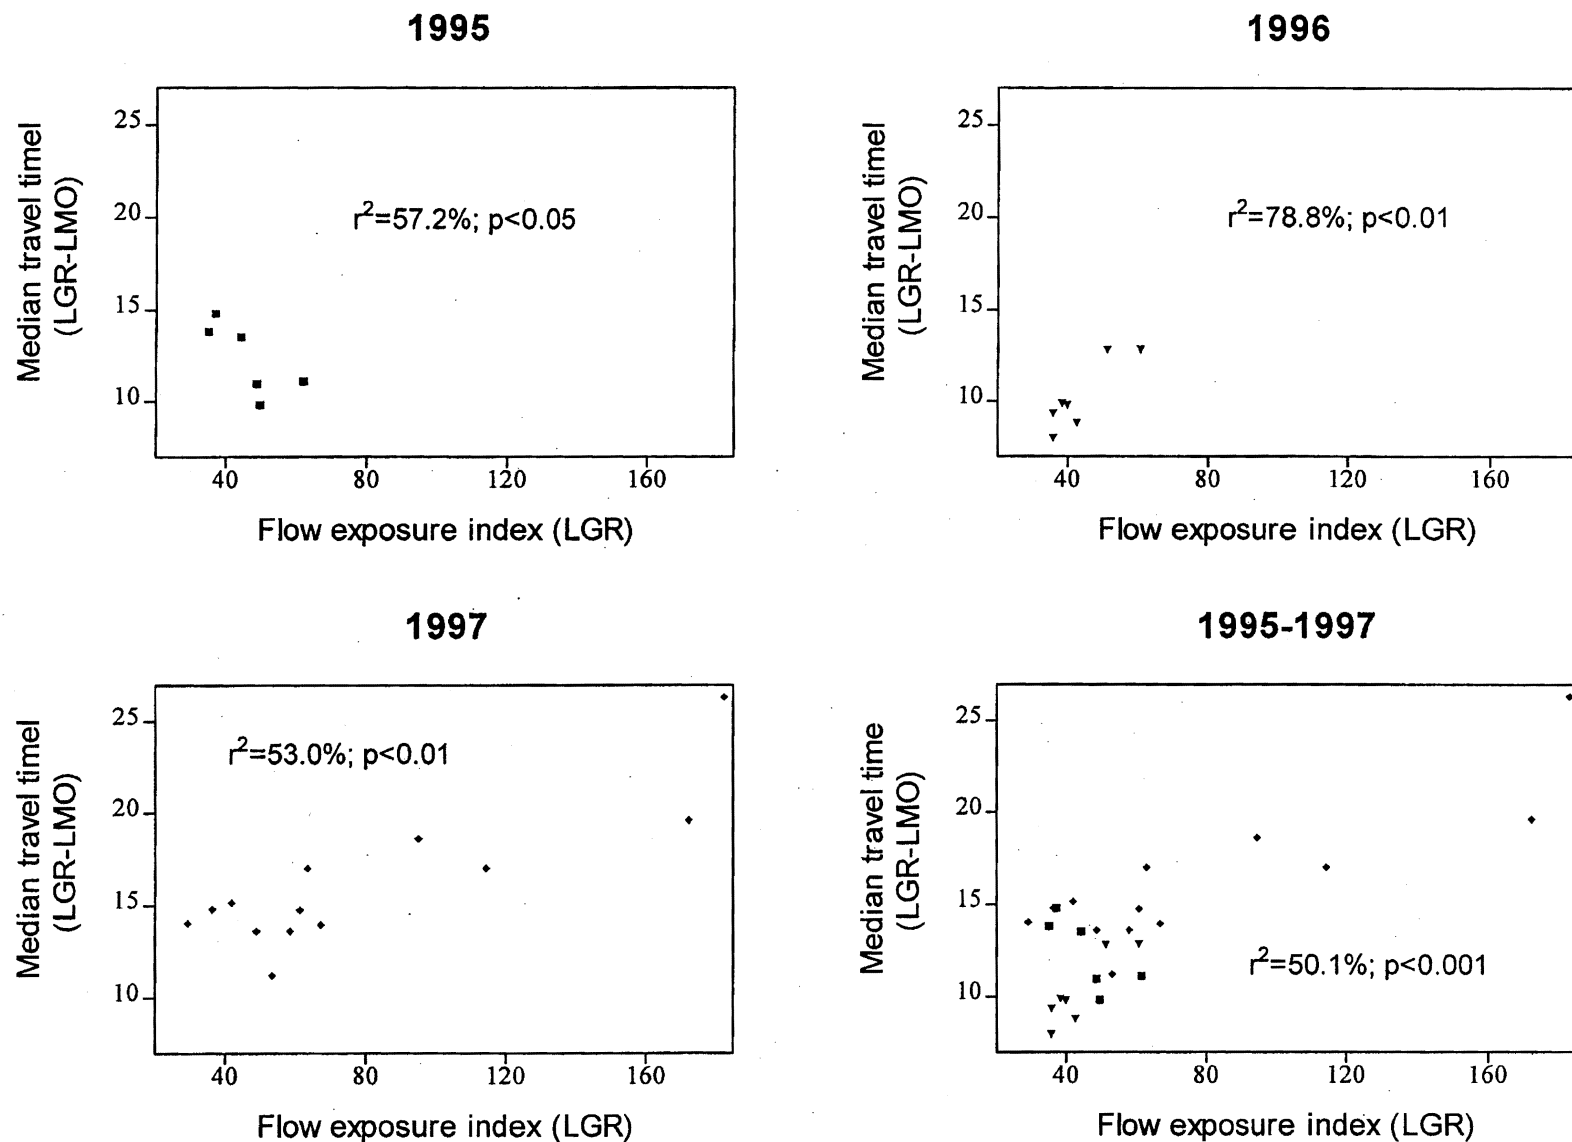 1995
Median travel timel
(LGR-LMO)
25
20
15
10
r²=57.2%; p<0.05
40 80 120 160
Flow exposure index (LGR)
1996
Median travel timel
(LGR-LMO)
25
20
15
10
r²=78.8%; p<0.01
40 80 120 160
Flow exposure index (LGR)
1997
Median travel timel
(LGR-LMO)
25
20
15
10
r²=53.0%; p<0.01
40 80 120 160
Flow exposure index (LGR)
1995-1997
Median travel time
(LGR-LMO)
25
20
15
10
r²=50.1%; p<0.001
40 80 120 160
Flow exposure index (LGR)